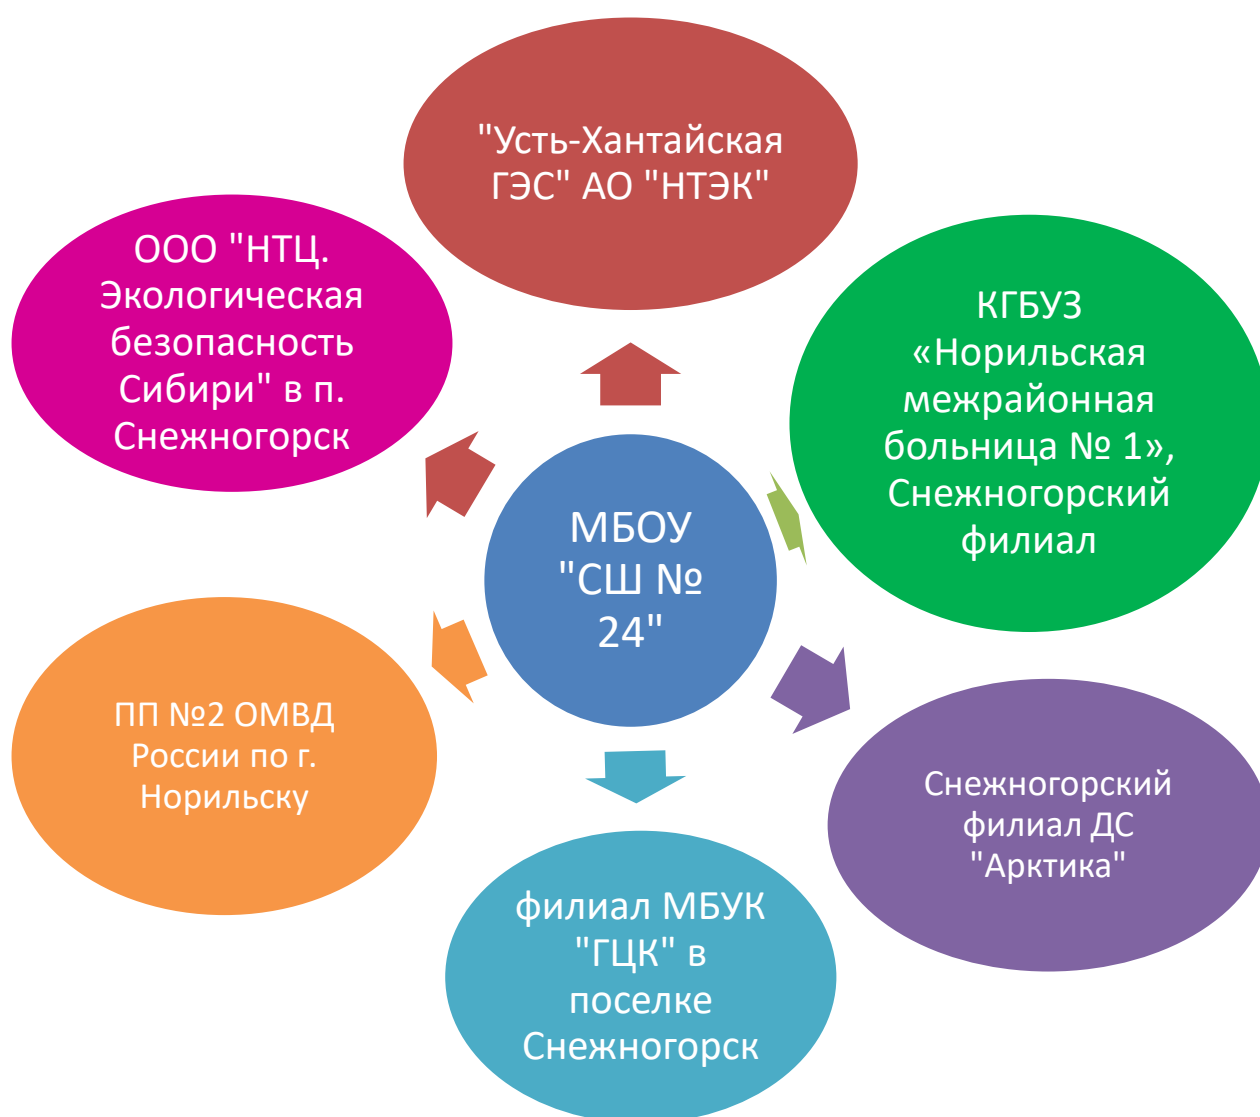 "Усть-Хантайская
ГЭС" АО "НТЭК"
ООО "НТЦ.
Экологическая
безопасность
Сибири" в п.
Снежногорск
КГБУЗ
«Норильская
межрайонная
больница № 1»,
Снежногорский
филиал
МБОУ
"СШ №
24"
ПП №2 ОМВД
России по г.
Норильску
Снежногорский
филиал ДС
"Арктика"
филиал МБУК
"ГЦК" в
поселке
Снежногорск